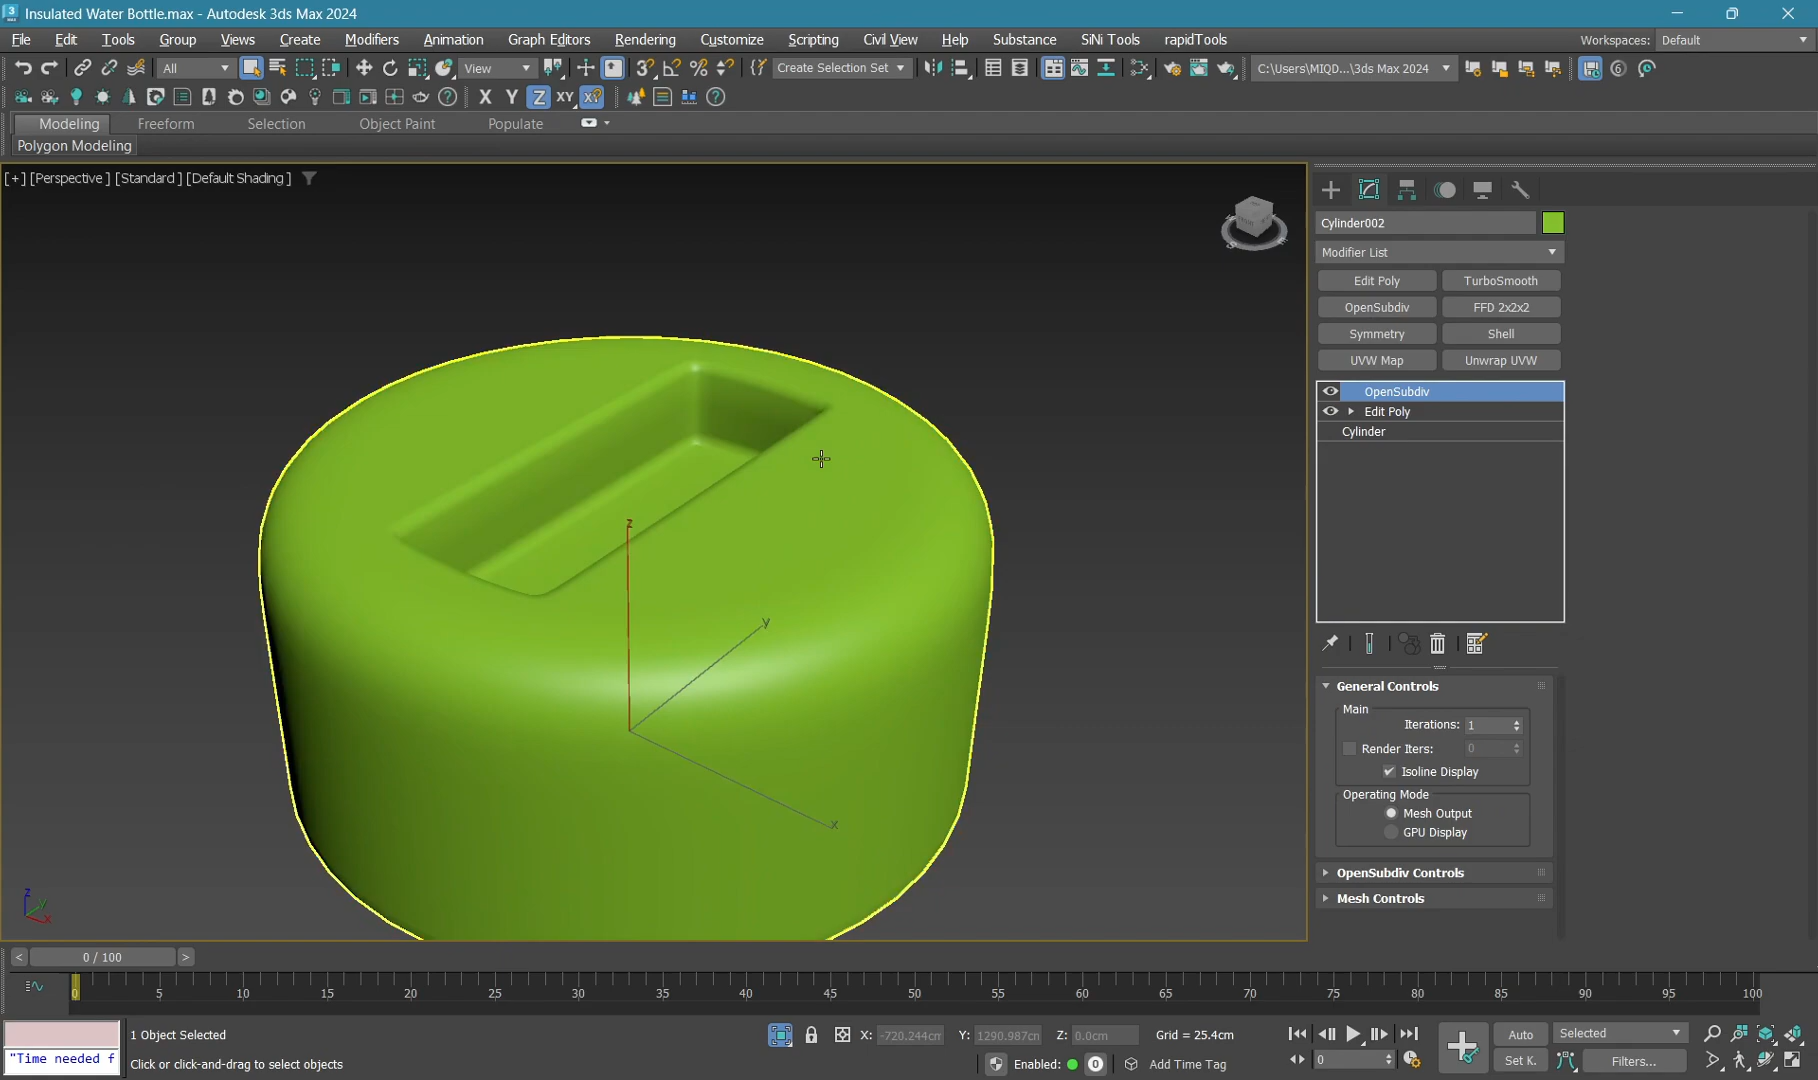 Insulated Water Bottle.max - Autodesk 3ds Max 2024
File Edit Tools Group Views Create Modifiers Animation Graph Editors Rendering Customize Scripting Civil View Help Substance SiNi Tools rapidTools Workspaces: Default
All View Create Selection Set C:\Users\MIQD...\3ds Max 2024
X Y Z XY
Modeling Freeform Selection Object Paint Populate
Polygon Modeling
[+] [Perspective ] [Standard ] [Default Shading ]
Cylinder002
Modifier List
Edit Poly TurboSmooth
OpenSubdiv FFD 2x2x2
Symmetry Shell
UVW Map Unwrap UVW
OpenSubdiv
Edit Poly
Cylinder
z
y
x
General Controls
Main
Iterations: 1
Render Iters: 0
Isoline Display
Operating Mode
Mesh Output
GPU Display
OpenSubdiv Controls
Mesh Controls
z
y
x
< 0 / 100 >
0 5 10 15 20 25 30 35 40 45 50 55 60 65 70 75 80 85 90 95 100
1 Object Selected X: -720.244cm Y: 1290.987cm Z: 0.0cm Grid = 25.4cm Auto Selected
"Time needed f Click or click-and-drag to select objects Enabled: 0 Add Time Tag 0 Set K. Filters...